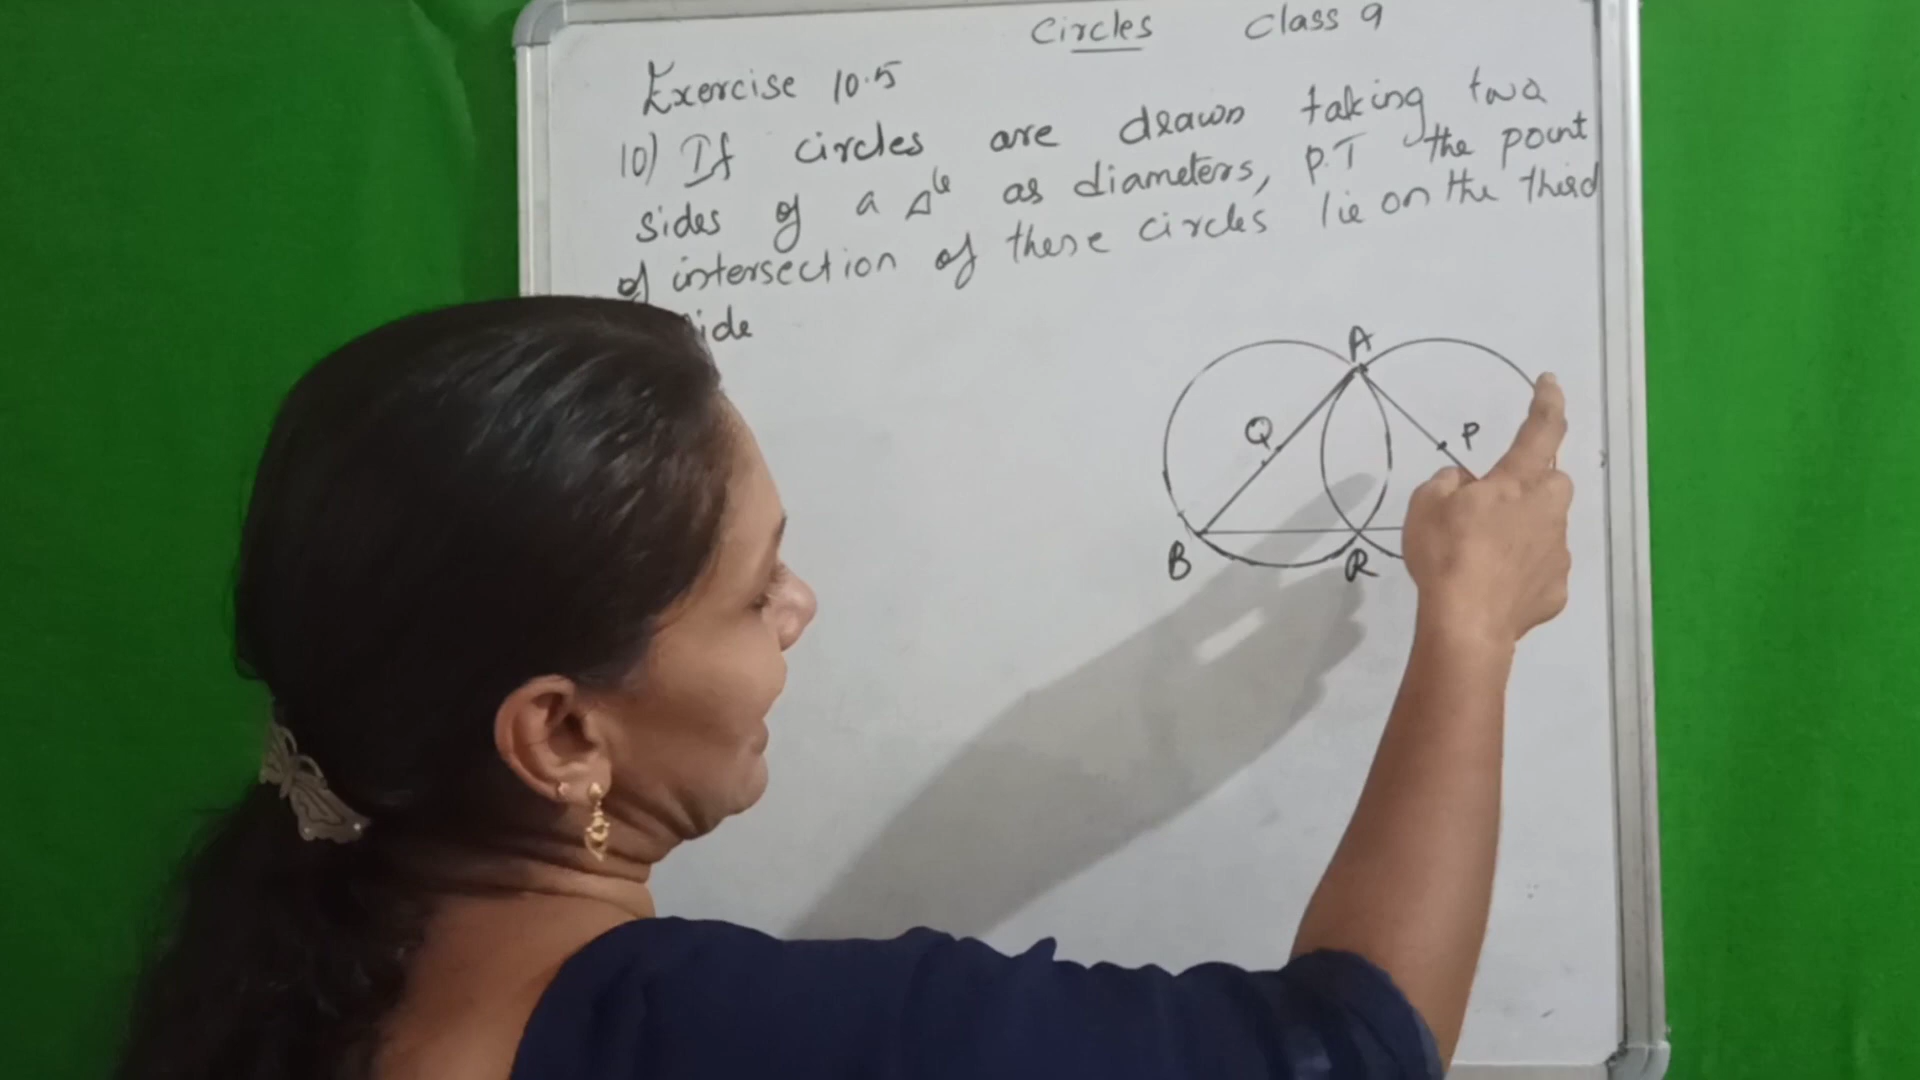 Circles Class 9
Exercise 10.5
10) If circles are drawn taking two
sides of a Δle as diameters, P.T the point
of intersection of these circles lie on the third
ide
A
Q P
B R